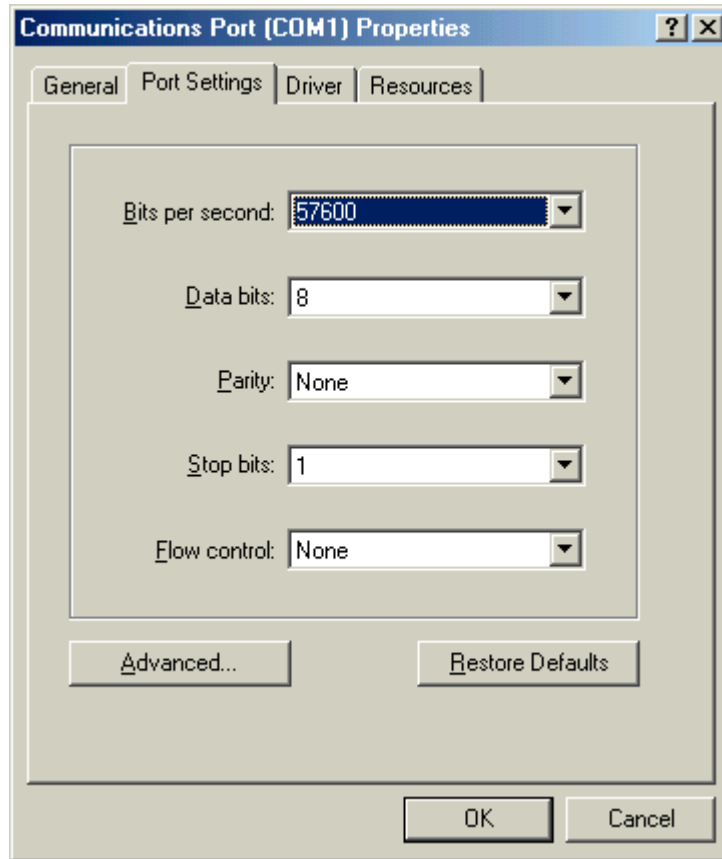 Communications Port (COM1) Properties
General Port Settings Driver Resources
Bits per second: 57600
Data bits: 8
Parity: None
Stop bits: 1
Flow control: None
Advanced... Restore Defaults
OK Cancel